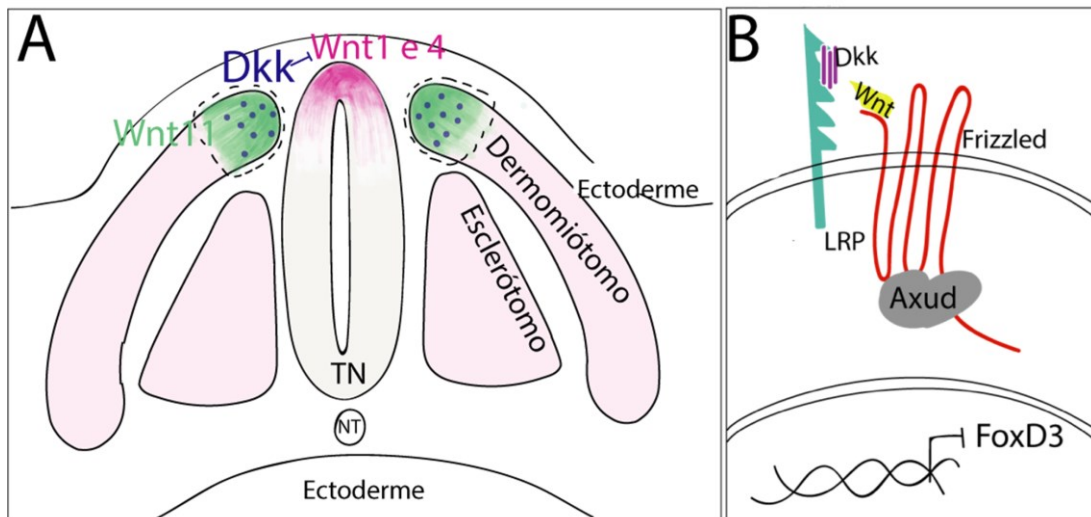 A
Dkk
Wnt1 e 4
Wnt11
Dermomiótomo
Ectoderme
Esclerótomo
TN
NT
Ectoderme
B
Dkk
Wnt
Frizzled
LRP
Axud
FoxD3